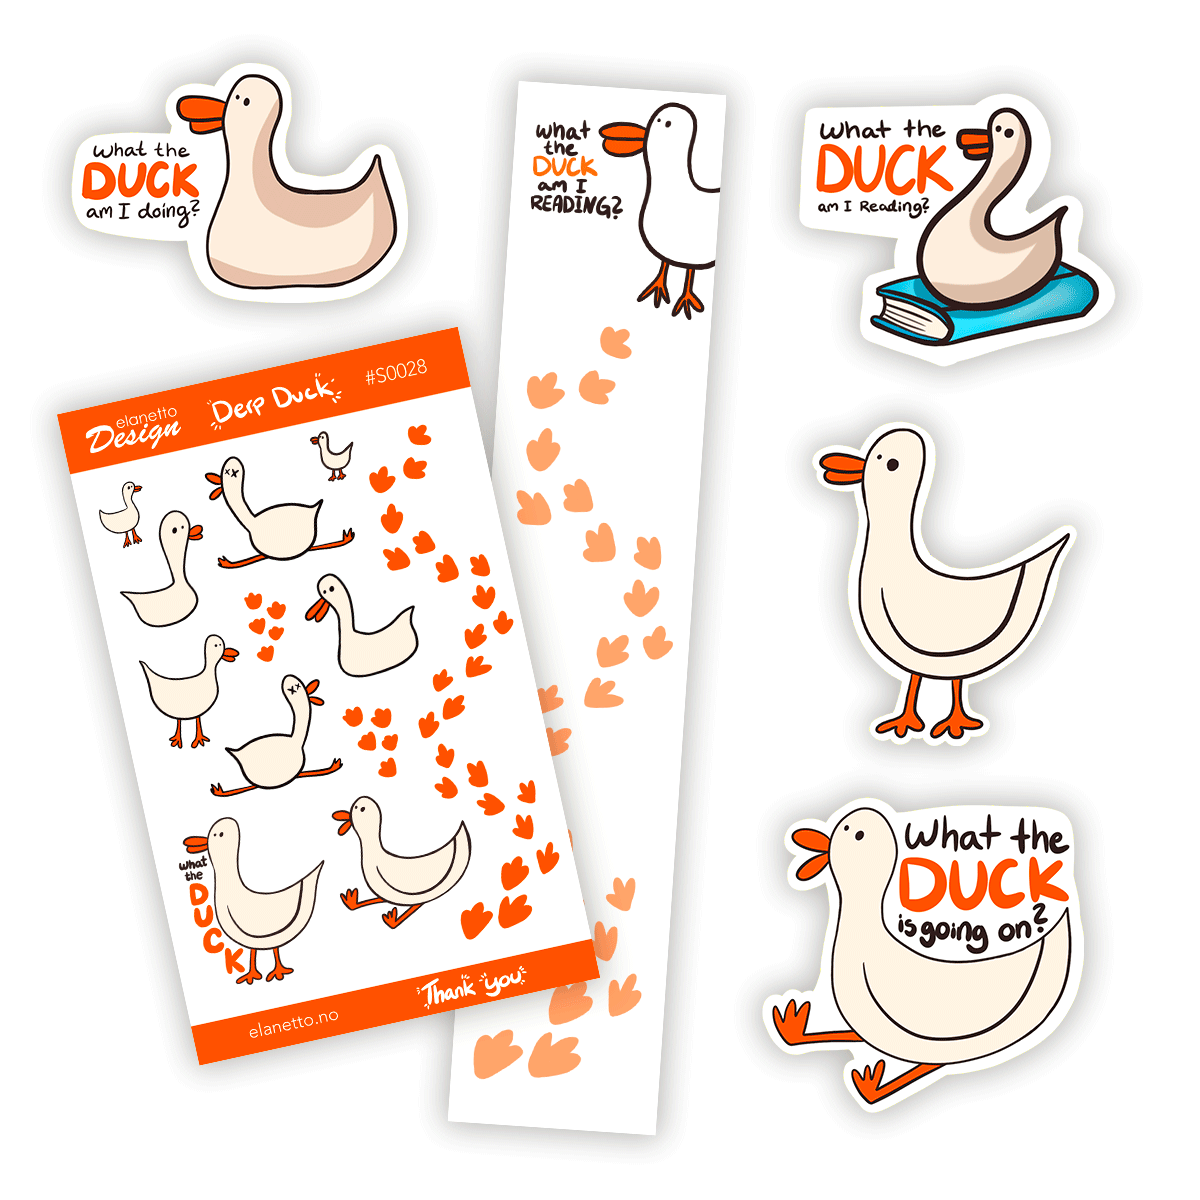 What the
DUCK
am I doing?
What
the
DUCK
am I
READING?
What the
DUCK
am I Reading?
elanetto
Design
Derp Duck
#S0028
What
the
DUCK
Thank you
elanetto.no
What the
DUCK
is going on?